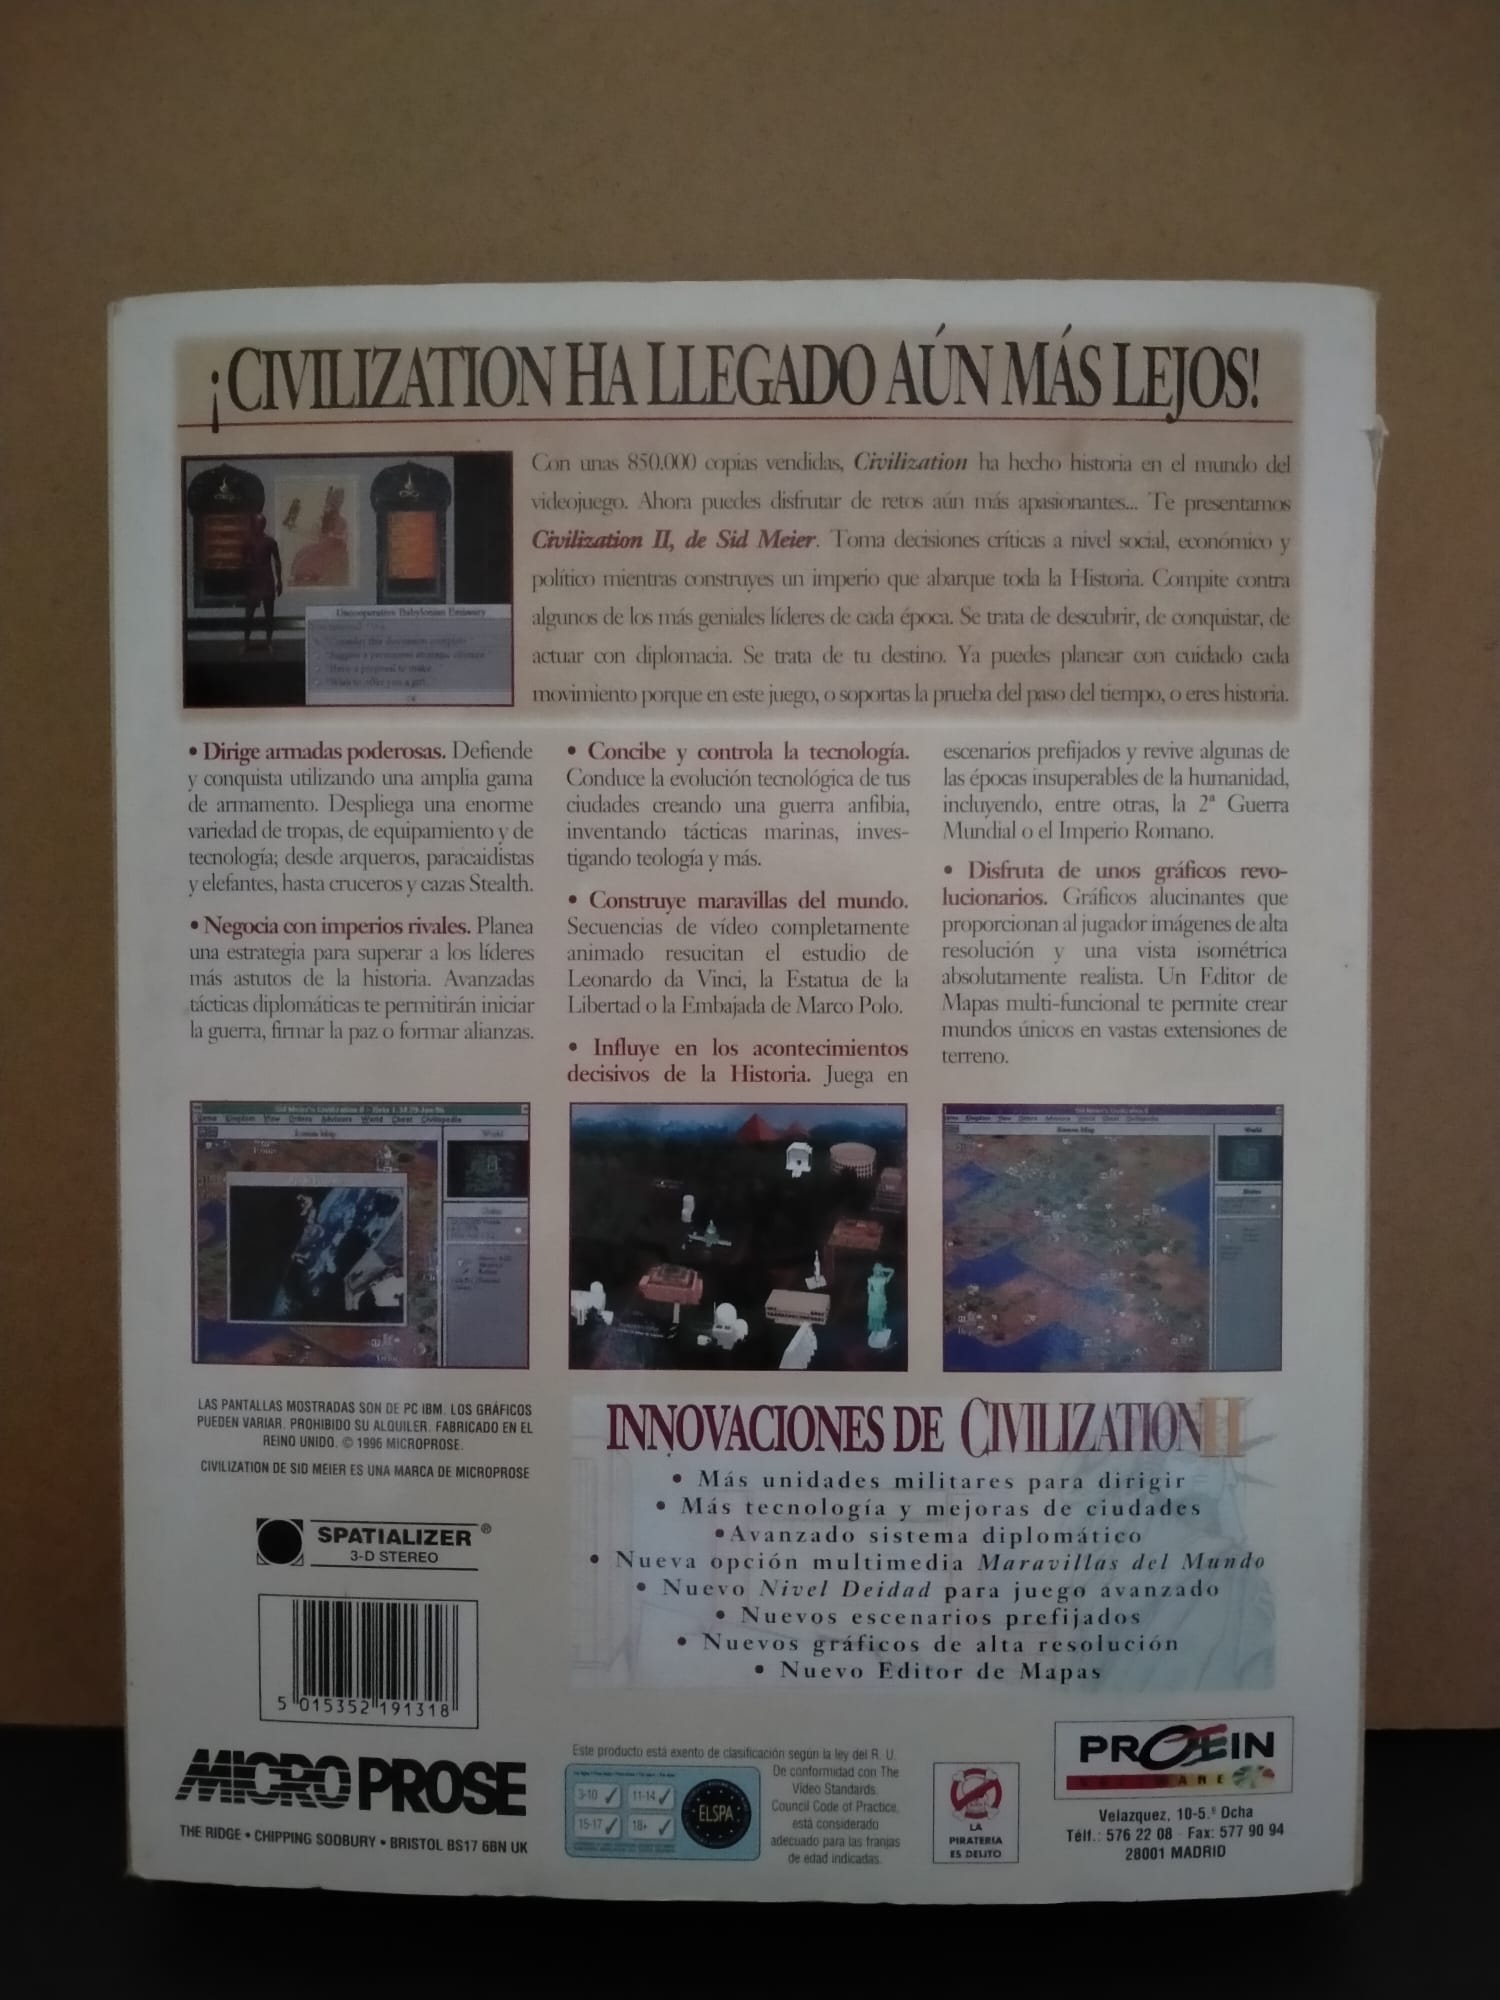 ¡CIVILIZATION HA LLEGADO AÚN MÁS LEJOS!
Con unas 850.000 copias vendidas, Civilization ha hecho historia en el mundo del
videojuego. Ahora puedes disfrutar de retos aún más apasionantes... Te presentamos
Civilization II, de Sid Meier. Toma decisiones críticas a nivel social, económico y
político mientras construyes un imperio que abarque toda la Historia. Compite contra
algunos de los más geniales líderes de cada época. Se trata de descubrir, de conquistar, de
actuar con diplomacia. Se trata de tu destino. Ya puedes planear con cuidado cada
movimiento porque en este juego, o soportas la prueba del paso del tiempo, o eres historia.
Uncooperative Babylonian Emissary
"Have a proposal to make
• Dirige armadas poderosas. Defiende
y conquista utilizando una amplia gama
de armamento. Despliega una enorme
variedad de tropas, de equipamiento y de
tecnología; desde arqueros, paracaidistas
y elefantes, hasta cruceros y cazas Stealth.
• Negocia con imperios rivales. Planea
una estrategia para superar a los líderes
más astutos de la historia. Avanzadas
tácticas diplomáticas te permitirán iniciar
la guerra, firmar la paz o formar alianzas.
• Concibe y controla la tecnología.
Conduce la evolución tecnológica de tus
ciudades creando una guerra anfibia,
inventando tácticas marinas, inves-
tigando teología y más.
• Construye maravillas del mundo.
Secuencias de vídeo completamente
animado resucitan el estudio de
Leonardo da Vinci, la Estatua de la
Libertad o la Embajada de Marco Polo.
• Influye en los acontecimientos
decisivos de la Historia. Juega en
escenarios prefijados y revive algunas de
las épocas insuperables de la humanidad,
incluyendo, entre otras, la 2ª Guerra
Mundial o el Imperio Romano.
• Disfruta de unos gráficos revo-
lucionarios. Gráficos alucinantes que
proporcionan al jugador imágenes de alta
resolución y una vista isométrica
absolutamente realista. Un Editor de
Mapas multi-funcional te permite crear
mundos únicos en vastas extensiones de
terreno.
Game Kingdom View Orders Advisors World Cheat Civilopedia
Roman Map
World
LAS PANTALLAS MOSTRADAS SON DE PC IBM. LOS GRÁFICOS
PUEDEN VARIAR. PROHIBIDO SU ALQUILER. FABRICADO EN EL
REINO UNIDO. © 1996 MICROPROSE.
CIVILIZATION DE SID MEIER ES UNA MARCA DE MICROPROSE
SPATIALIZER®
3-D STEREO
5 015352 191318
MICROPROSE
THE RIDGE • CHIPPING SODBURY • BRISTOL BS17 6BN UK
INNOVACIONES DE CIVILIZATION II
• Más unidades militares para dirigir
• Más tecnología y mejoras de ciudades
• Avanzado sistema diplomático
• Nueva opción multimedia Maravillas del Mundo
• Nuevo Nivel Deidad para juego avanzado
• Nuevos escenarios prefijados
• Nuevos gráficos de alta resolución
• Nuevo Editor de Mapas
Este producto está exento de clasificación según la ley del R. U.
De conformidad con The
Video Standards
Council Code of Practice,
está considerado
adecuado para las franjas
de edad indicadas.
3-10 ✓ 11-14 ✓
15-17 ✓ 18+ ✓
ELSPA
LA
PIRATERIA
ES DELITO
PROEIN
SOFTWARE
Velazquez, 10-5.º Dcha
Télf.: 576 22 08 - Fax: 577 90 94
28001 MADRID